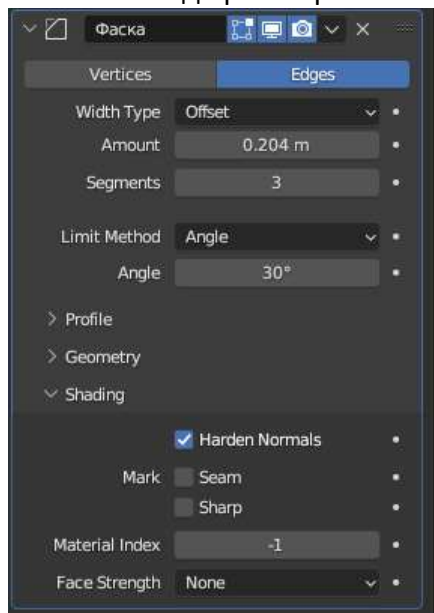 Фаска
Vertices Edges
Width Type Offset
Amount 0.204 m
Segments 3
Limit Method Angle
Angle 30°
Profile
Geometry
Shading
Harden Normals
Mark Seam
Sharp
Material Index -1
Face Strength None